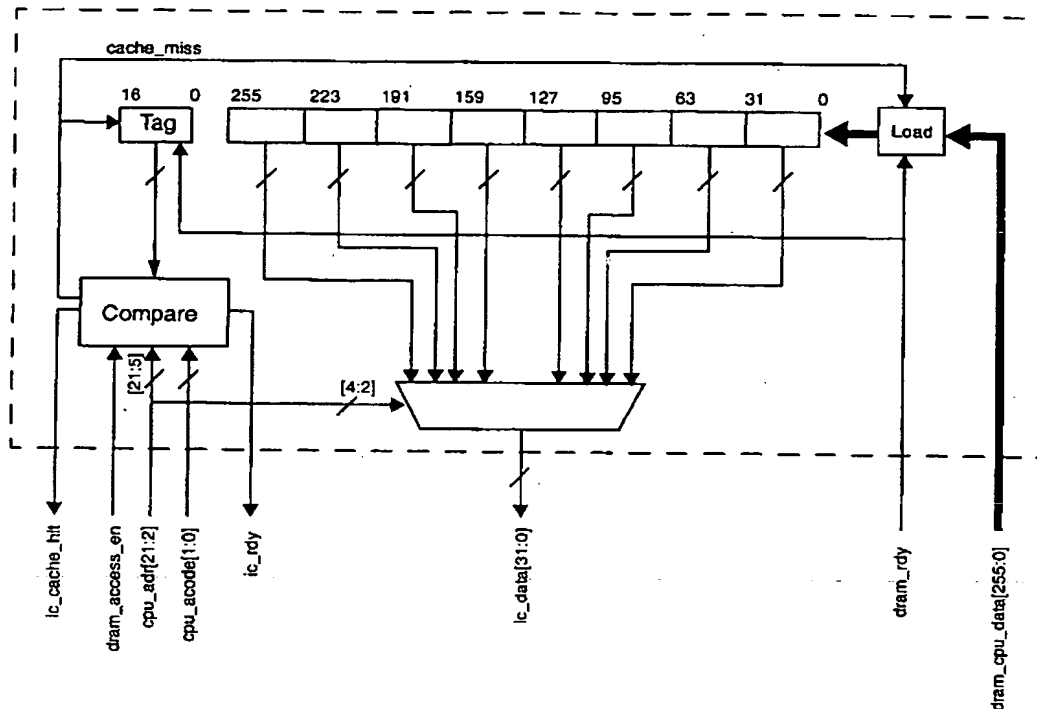 cache_miss
16 0 255 223 191 159 127 95 63 31 0
Tag
Load
Compare
[21:5]
[4:2]
ic_cache_hit
dram_access_en
cpu_adr[21:2]
cpu_acode[1:0]
ic_rdy
ic_data[31:0]
dram_rdy
dram_cpu_data[255:0]